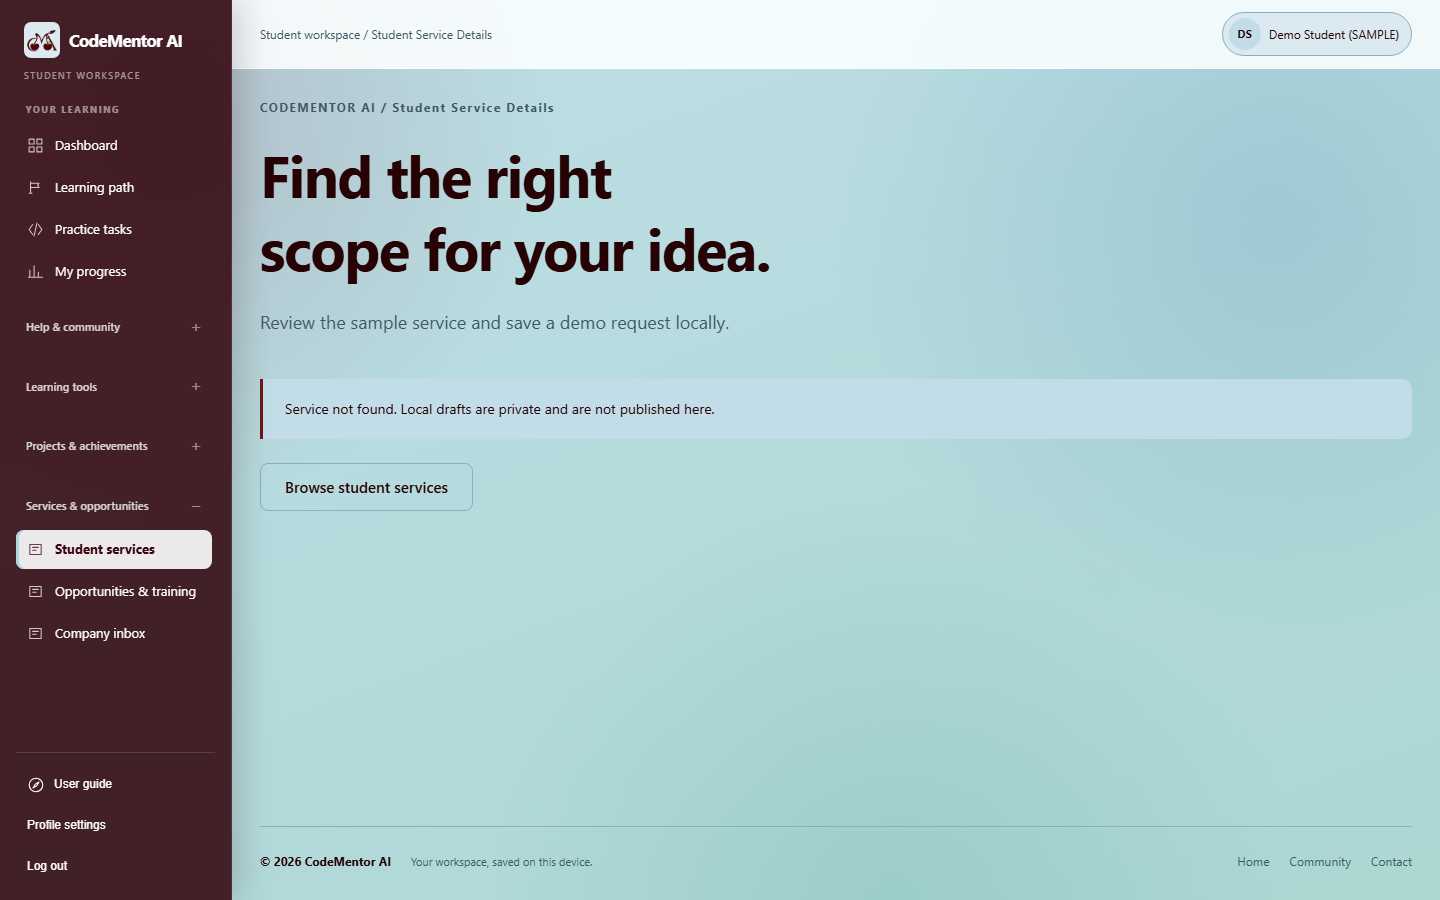 CodeMentor AI
STUDENT WORKSPACE
YOUR LEARNING
Dashboard
Learning path
Practice tasks
My progress
Help & community +
Learning tools +
Projects & achievements +
Services & opportunities −
Student services
Opportunities & training
Company inbox
User guide
Profile settings
Log out
Student workspace / Student Service Details
DS Demo Student (SAMPLE)
CODEMENTOR AI / Student Service Details
Find the right
scope for your idea.
Review the sample service and save a demo request locally.
Service not found. Local drafts are private and are not published here.
Browse student services
© 2026 CodeMentor AI Your workspace, saved on this device.
Home Community Contact